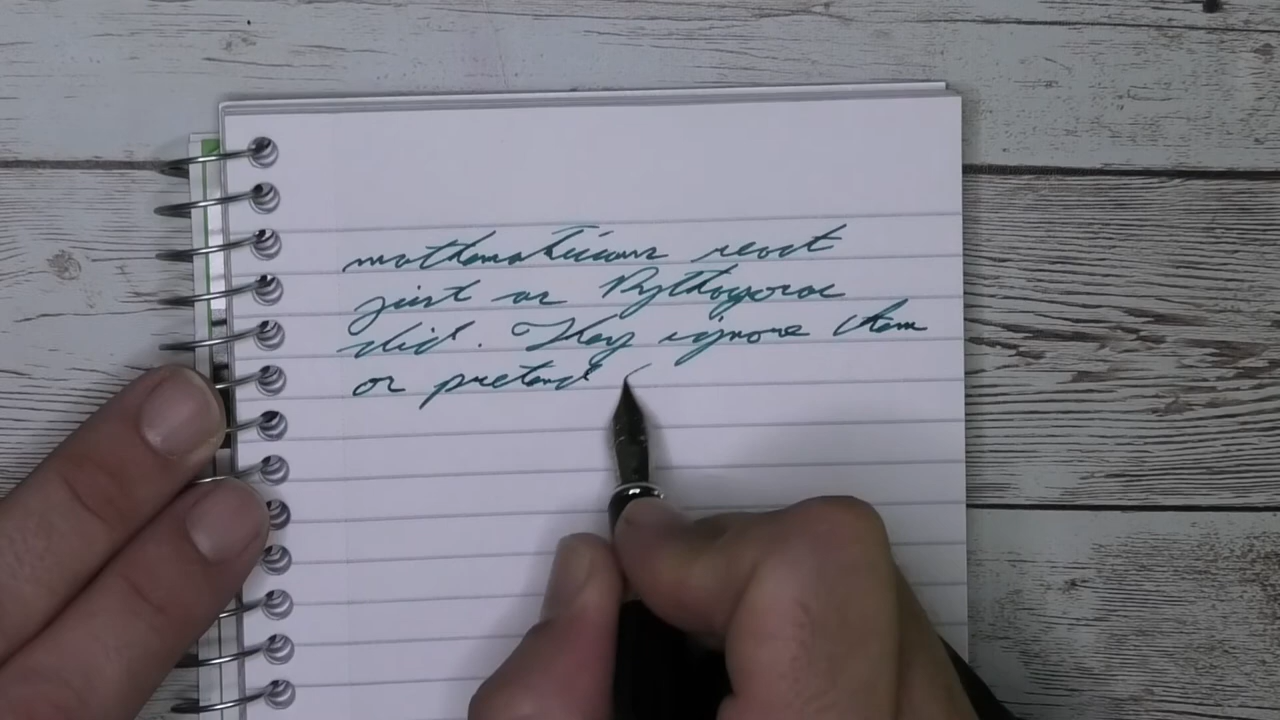 mathematicians react
just as Pythagoras
did. They ignore them
or pretend